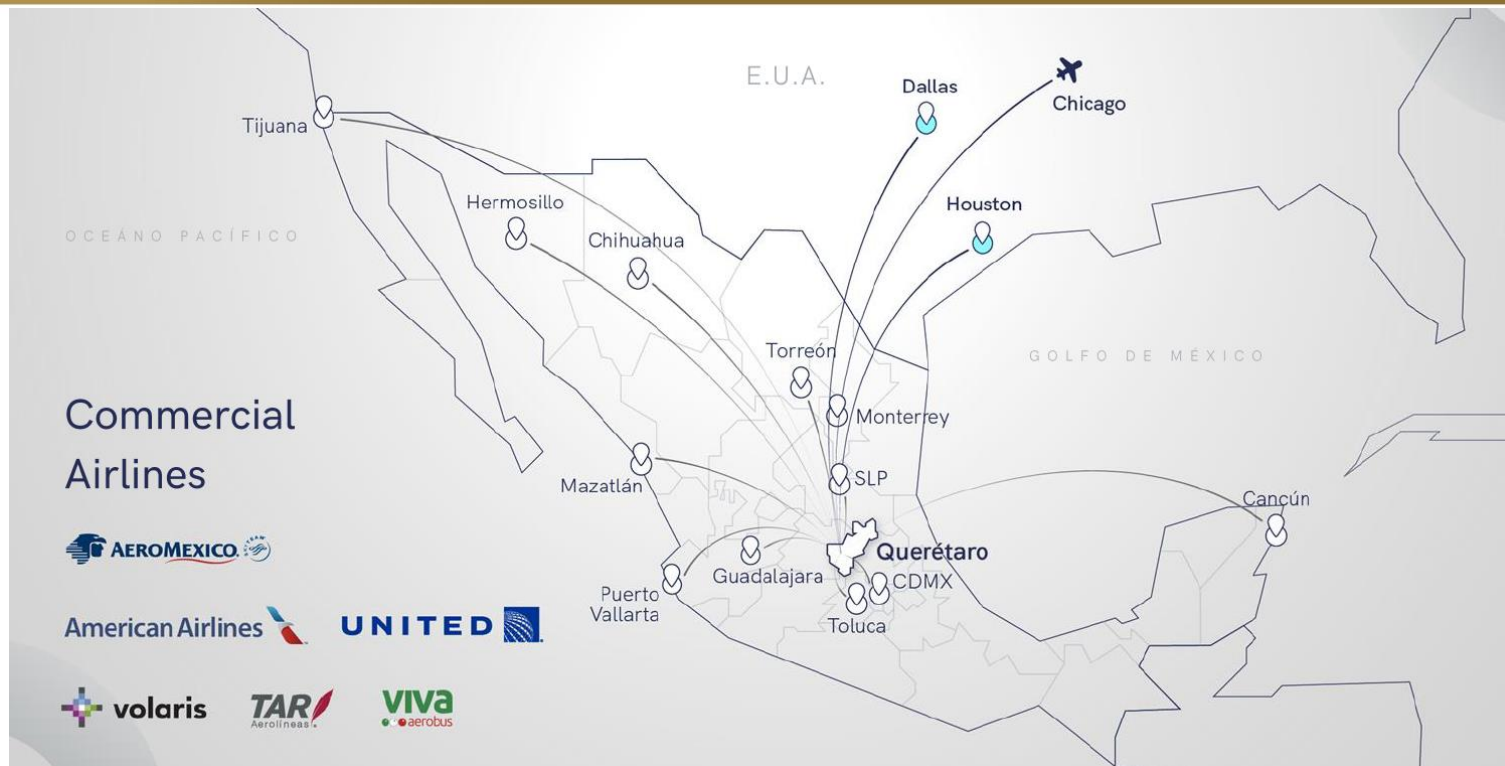 E.U.A.
Dallas
Chicago
Tijuana
Hermosillo
Houston
OCEÁNO PACÍFICO
Chihuahua
Torreón
GOLFO DE MÉXICO
Monterrey
Commercial
Airlines
Mazatlán
SLP
Cancún
Querétaro
AEROMEXICO
Guadalajara
CDMX
Puerto
Vallarta
Toluca
American Airlines
UNITED
volaris
TAR
Aerolíneas
VIVA
aerobus